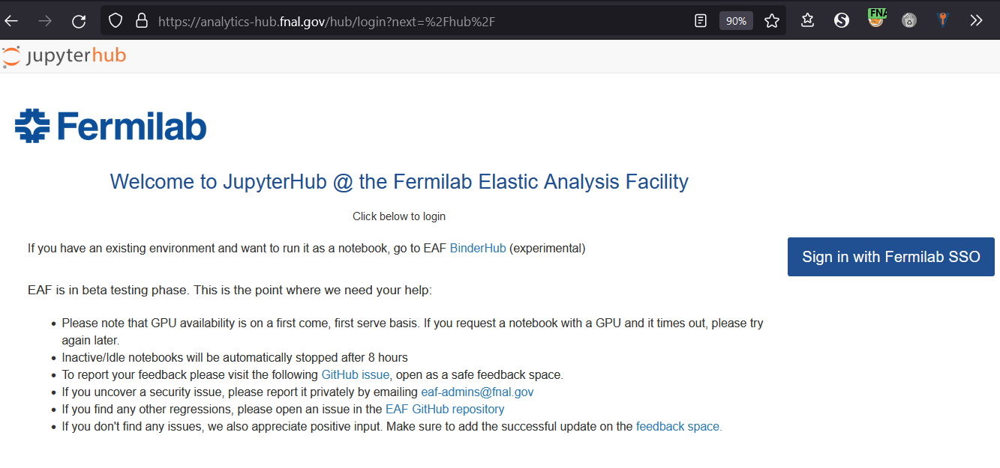 https://analytics-hub.fnal.gov/hub/login?next=%2Fhub%2F
90%
jupyterhub
Fermilab
Welcome to JupyterHub @ the Fermilab Elastic Analysis Facility
Click below to login
If you have an existing environment and want to run it as a notebook, go to EAF BinderHub (experimental)
Sign in with Fermilab SSO
EAF is in beta testing phase. This is the point where we need your help:
Please note that GPU availability is on a first come, first serve basis. If you request a notebook with a GPU and it times out, please try
again later.
Inactive/Idle notebooks will be automatically stopped after 8 hours
To report your feedback please visit the following GitHub issue, open as a safe feedback space.
If you uncover a security issue, please report it privately by emailing eaf-admins@fnal.gov
If you find any other regressions, please open an issue in the EAF GitHub repository
If you don't find any issues, we also appreciate positive input. Make sure to add the successful update on the feedback space.